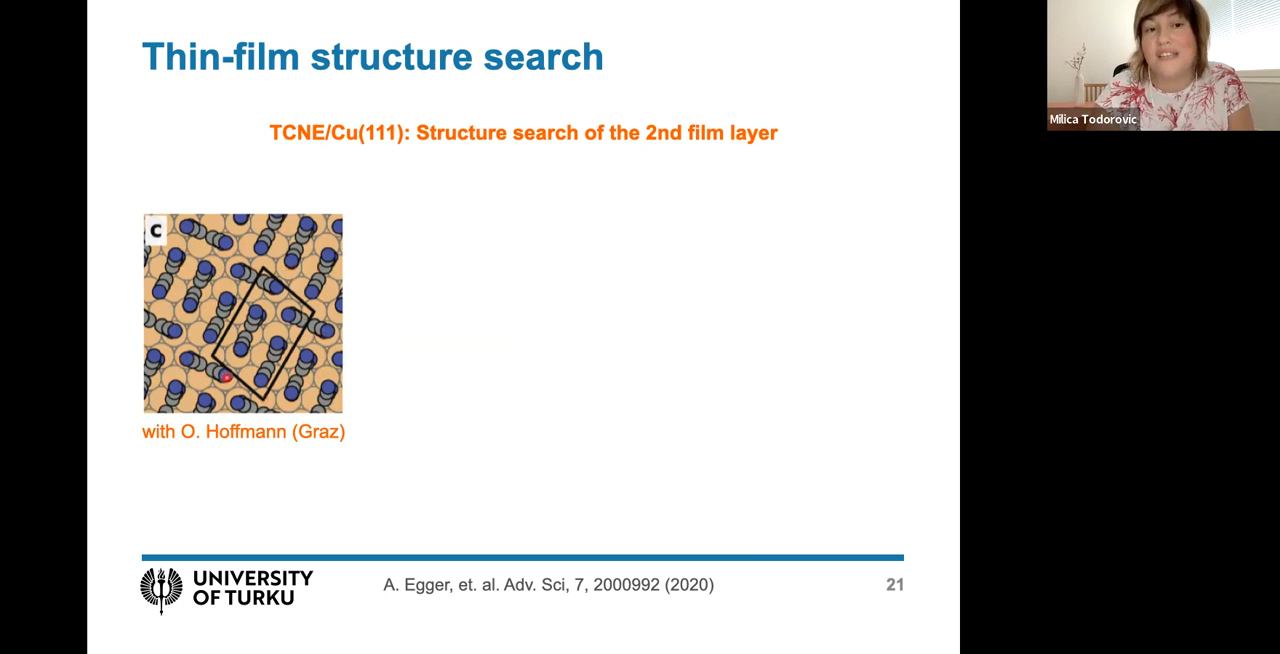 Thin-film structure search
TCNE/Cu(111): Structure search of the 2nd film layer
c
with O. Hoffmann (Graz)
UNIVERSITY
OF TURKU
A. Egger, et. al. Adv. Sci, 7, 2000992 (2020)
21
Milica Todorovic